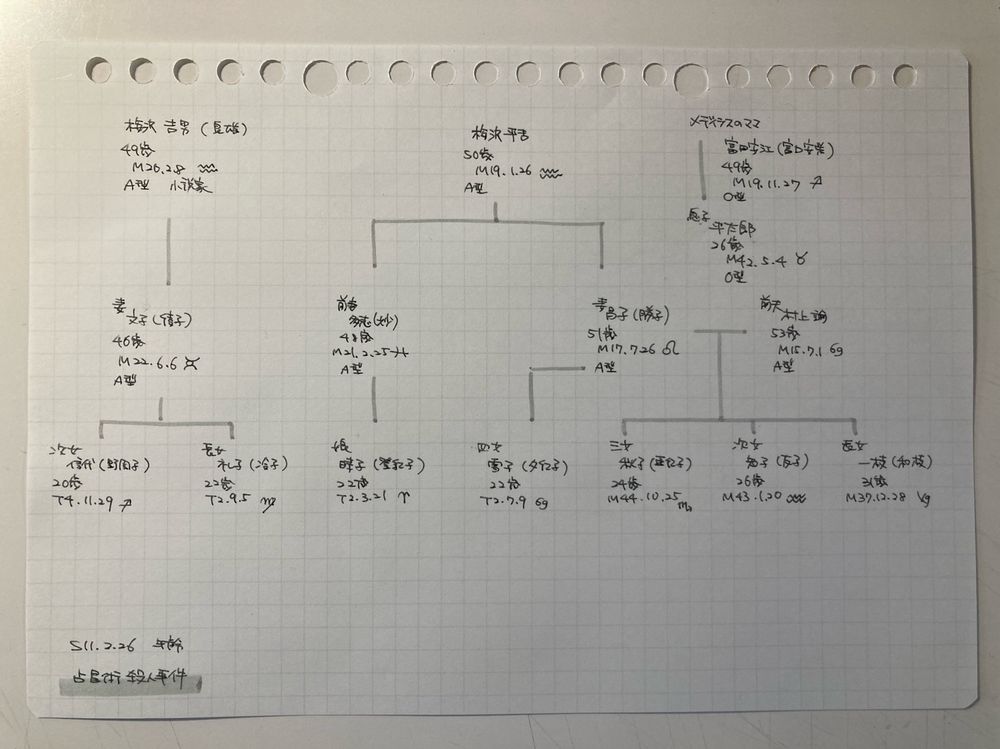 梅沢 吉男 (良雄)
49歳
M20.2.8 ♒
A型 小説家
梅沢 平吉
50歳
M19.1.26 ♒
A型
メディシスのママ
富田安江(富口安栄)
49歳
M19.11.27 ♐
O型
息子
平太郎
26歳
M42.5.4 ♉
O型
妻
文子
46歳
M22.6.6 ♊
A型
前妻
多恵(妙)
48歳
M21.2.25 ♓
A型
妻
昌子(勝子)
51歳
M17.7.26 ♌
A型
前夫
村上諭
53歳
M15.7.1 ♋
A型
次女
信代(野風子)
20歳
T4.11.29 ♐
長女
礼子(冷子)
22歳
T2.9.5 ♍
娘
時子(登紀子)
22歳
T2.3.21 ♈
四女
雪子(夕紀子)
22歳
T2.7.9 ♋
三女
秋子(亜紀子)
24歳
M44.10.25 ♏
次女
知子(友子)
26歳
M43.1.20 ♒
長女
一枝(和枝)
31歳
M37.12.28 ♑
S11.2.26 年齢
占星術殺人事件